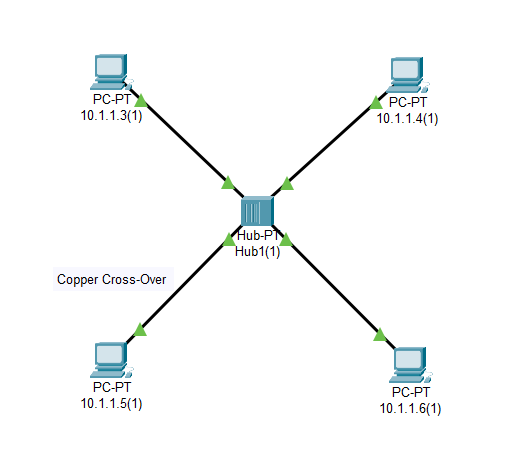 PC-PT
10.1.1.3(1)
PC-PT
10.1.1.4(1)
Hub-PT
Hub1(1)
Copper Cross-Over
PC-PT
10.1.1.5(1)
PC-PT
10.1.1.6(1)